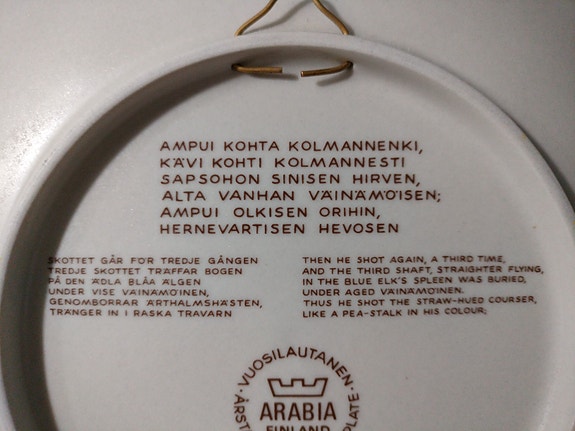 AMPUI KOHTA KOLMANNENKI,
KÄVI KOHTI KOLMANNESTI
SAPSOHON SINISEN HIRVEN,
ALTA VANHAN VÄINÄMÖISEN;
AMPUI OLKISEN ORIHIN,
HERNEVARTISEN HEVOSEN
SKOTTET GÅR FÖR TREDJE GÅNGEN
TREDJE SKOTTET TRÄFFAR BOGEN
PÅ DEN ÄDLA BLÅA ÄLGEN
UNDER VISE VÄINÄMÖINEN,
GENOMBORRAR ÄRTHALMSHÄSTEN,
TRÄNGER IN I RASKA TRAVARN
THEN HE SHOT AGAIN, A THIRD TIME,
AND THE THIRD SHAFT, STRAIGHTER FLYING,
IN THE BLUE ELK'S SPLEEN WAS BURIED,
UNDER AGED VÄINÄMÖINEN.
THUS HE SHOT THE STRAW-HUED COURSER,
LIKE A PEA-STALK IN HIS COLOUR;
VUOSILAUTANEN
ARABIA
FINLAND